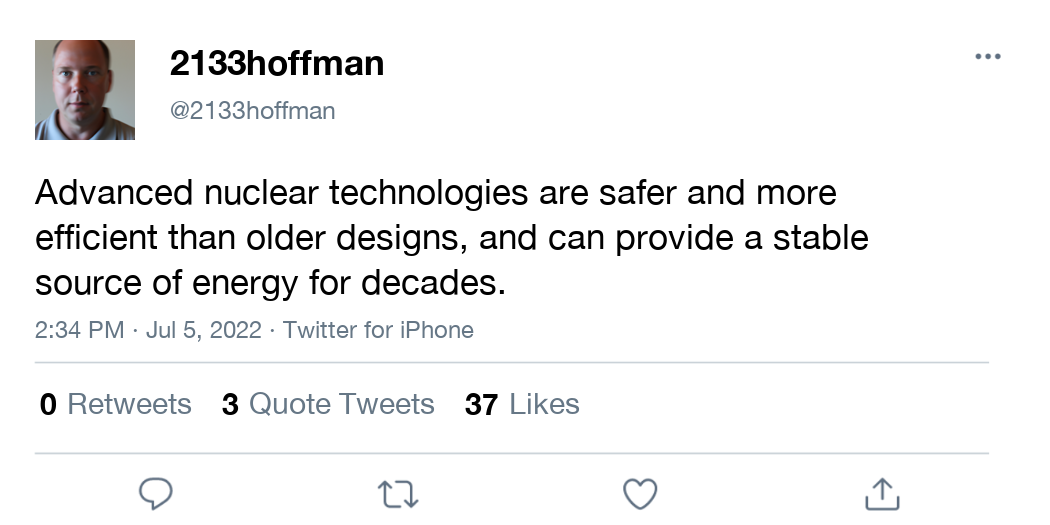 2133hoffman
@2133hoffman
Advanced nuclear technologies are safer and more
efficient than older designs, and can provide a stable
source of energy for decades.
2:34 PM · Jul 5, 2022 · Twitter for iPhone
0 Retweets 3 Quote Tweets 37 Likes